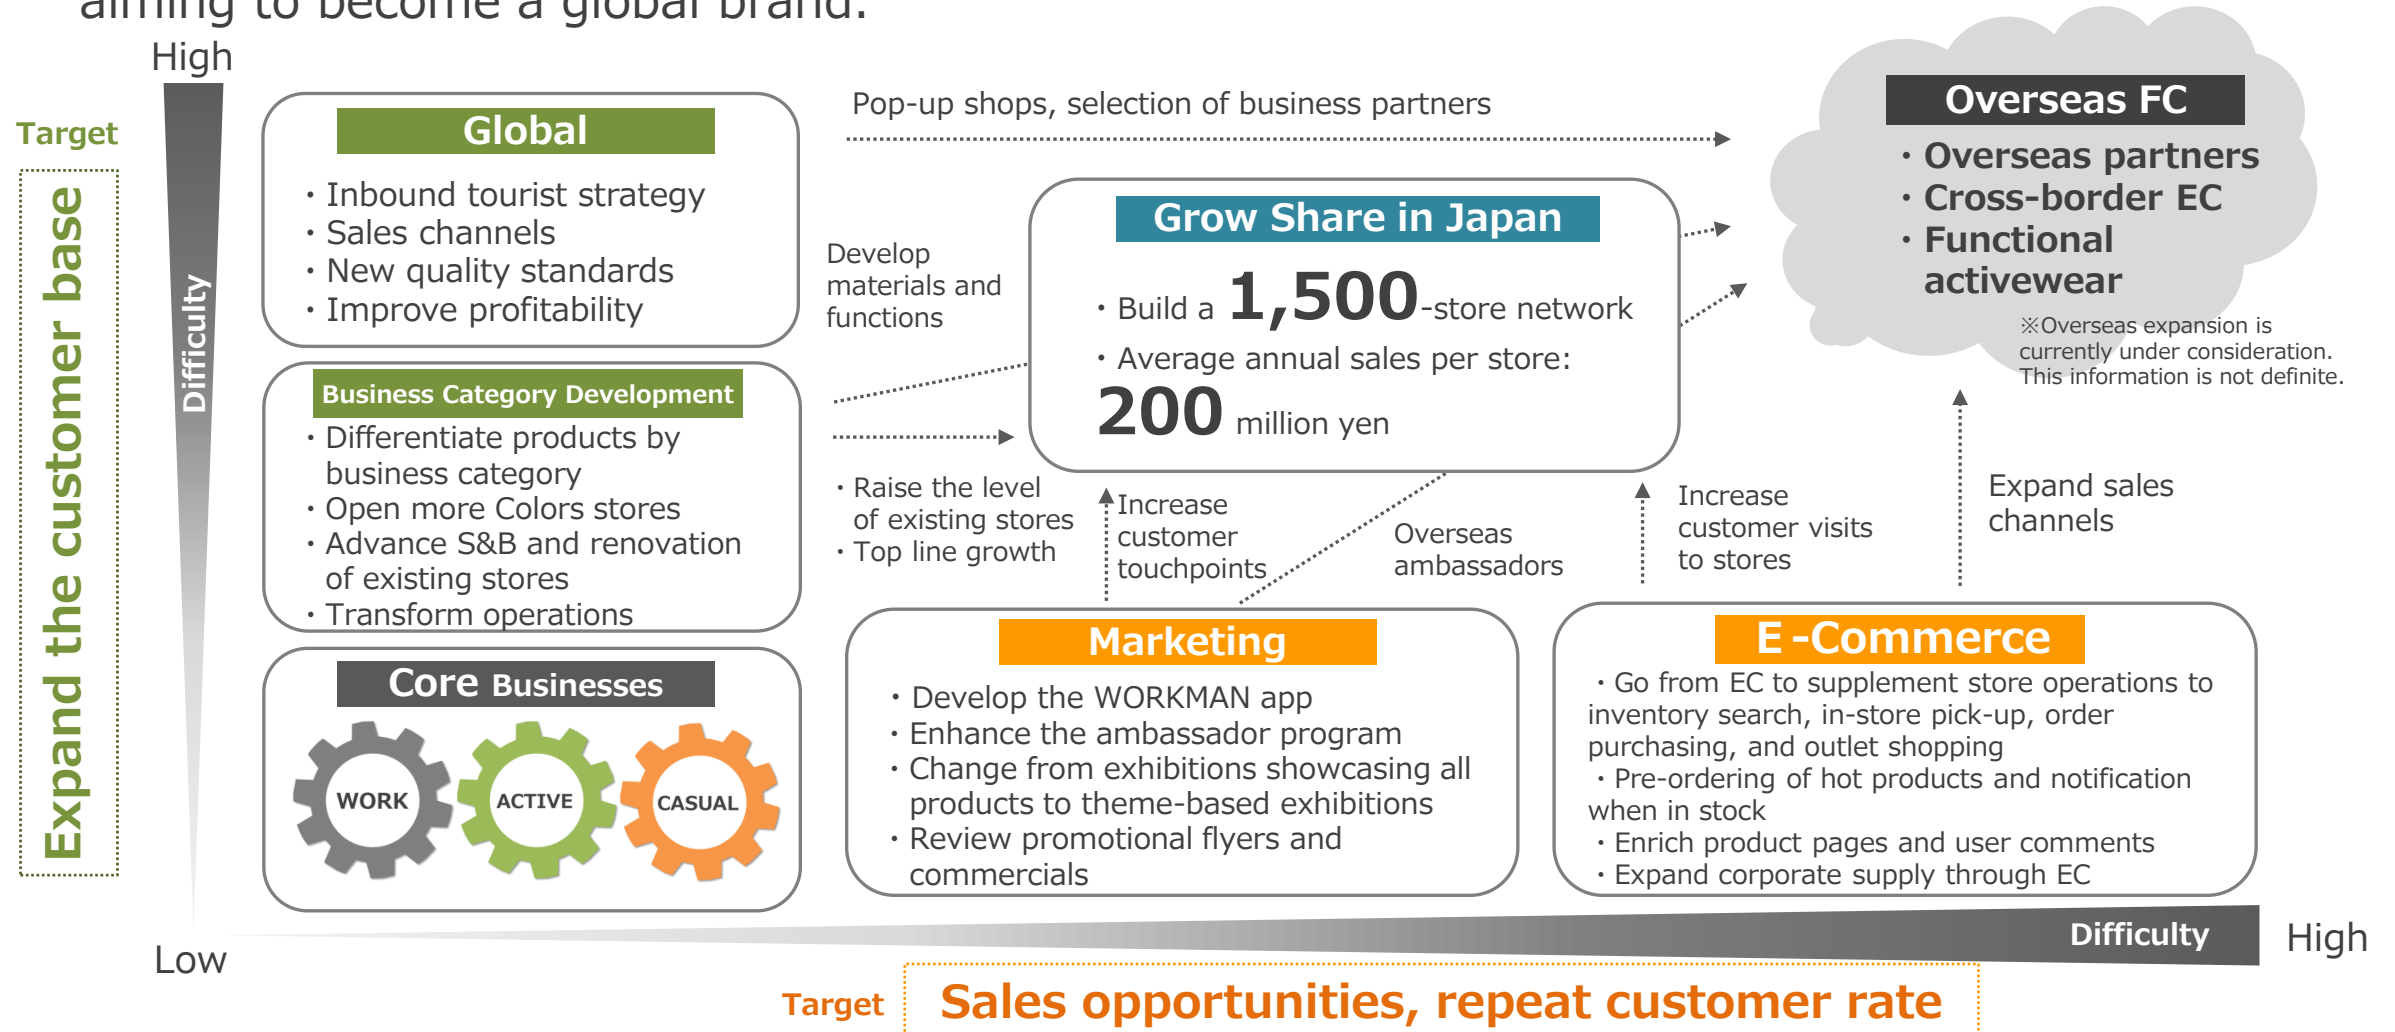 aiming to become a global brand.
High
Target
Expand the customer base
Difficulty
Global
・Inbound tourist strategy
・Sales channels
・New quality standards
・Improve profitability
Business Category Development
・Differentiate products by
business category
・Open more Colors stores
・Advance S&B and renovation
of existing stores
・Transform operations
Core Businesses
WORK
ACTIVE
CASUAL
Pop-up shops, selection of business partners
Develop
materials and
functions
Grow Share in Japan
・Build a 1,500-store network
・Average annual sales per store:
200 million yen
・Raise the level
of existing stores
・Top line growth
Increase
customer
touchpoints
Overseas
ambassadors
Increase
customer visits
to stores
Overseas FC
・Overseas partners
・Cross-border EC
・Functional
activewear
※Overseas expansion is
currently under consideration.
This information is not definite.
Expand sales
channels
Marketing
・Develop the WORKMAN app
・Enhance the ambassador program
・Change from exhibitions showcasing all
products to theme-based exhibitions
・Review promotional flyers and
commercials
E-Commerce
・Go from EC to supplement store operations to
inventory search, in-store pick-up, order
purchasing, and outlet shopping
・Pre-ordering of hot products and notification
when in stock
・Enrich product pages and user comments
・Expand corporate supply through EC
Low
Difficulty
High
Target
Sales opportunities, repeat customer rate